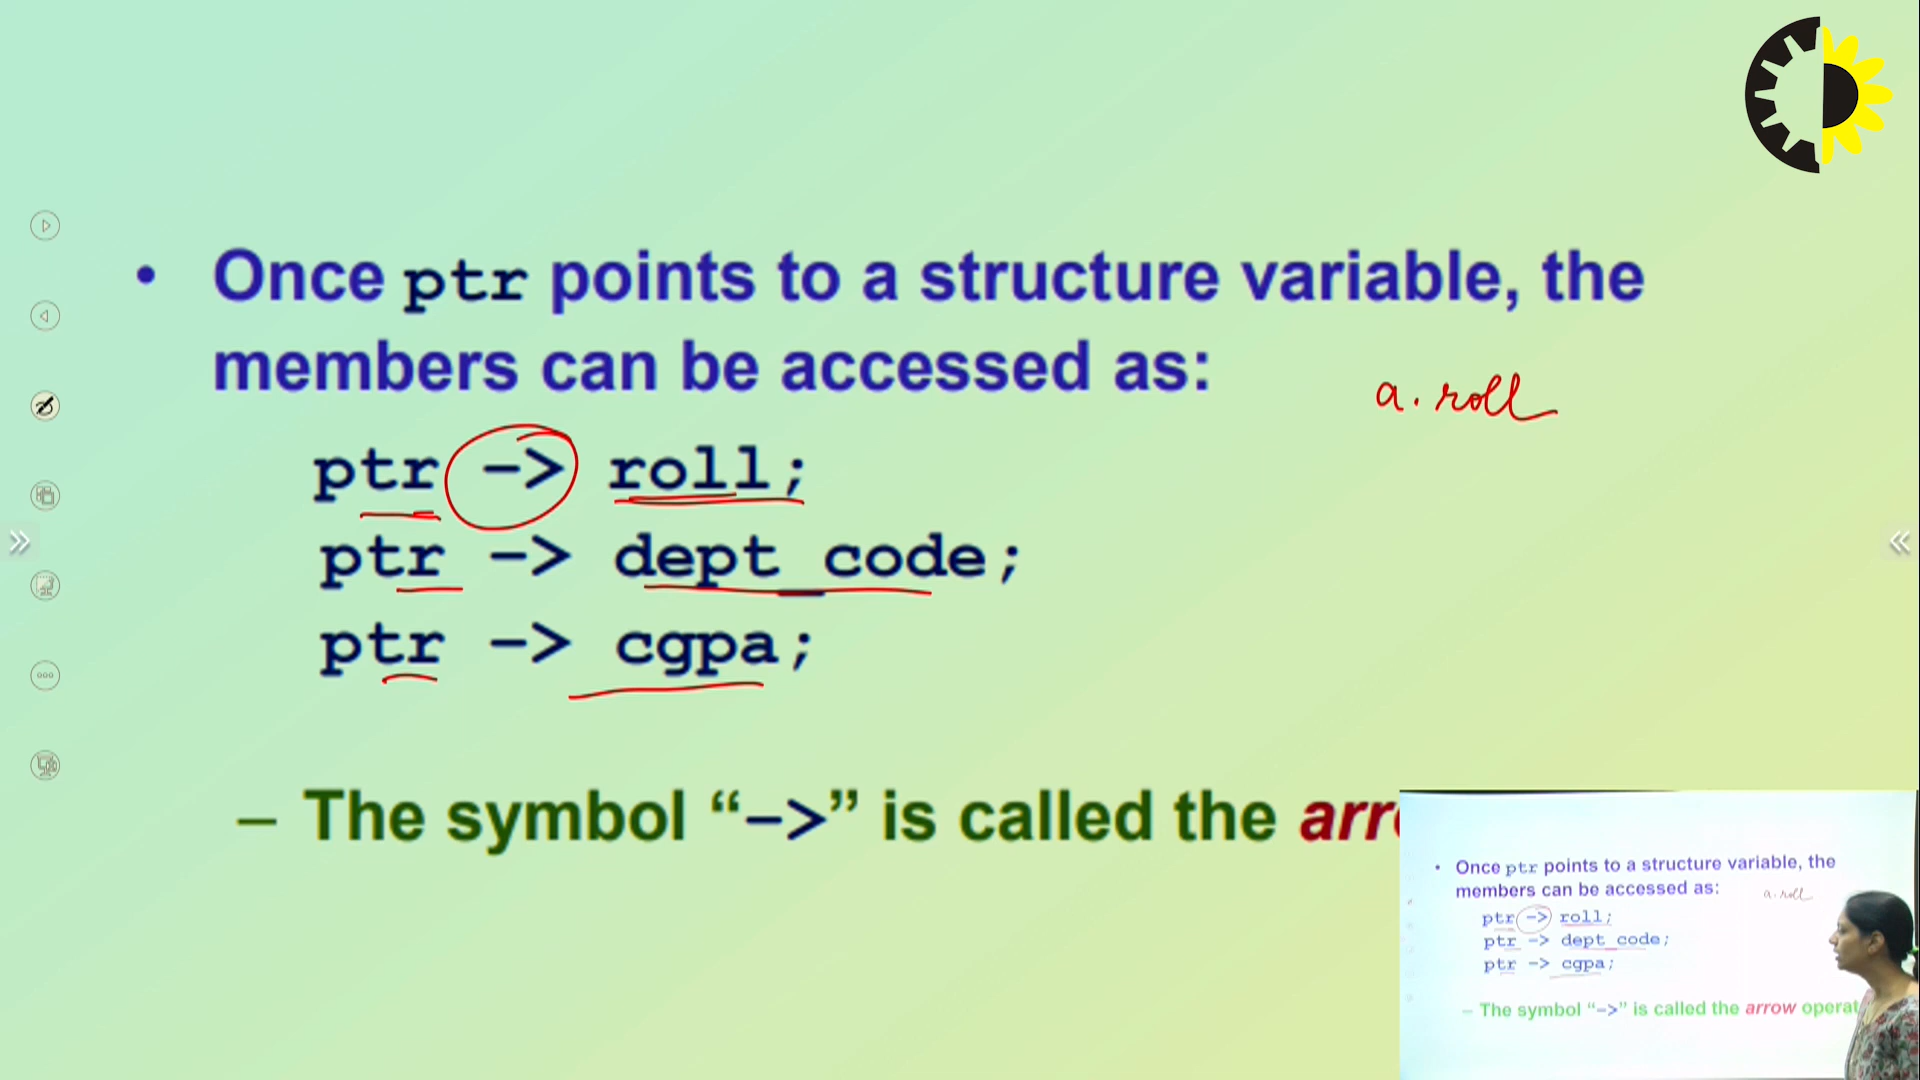 • Once ptr points to a structure variable, the
members can be accessed as:
a. roll
ptr -> roll;
ptr -> dept_code;
ptr -> cgpa;
– The symbol “->” is called the arr
• Once ptr points to a structure variable, the
members can be accessed as:
a. roll
ptr -> roll;
ptr -> dept_code;
ptr -> cgpa;
– The symbol “->” is called the arrow operat